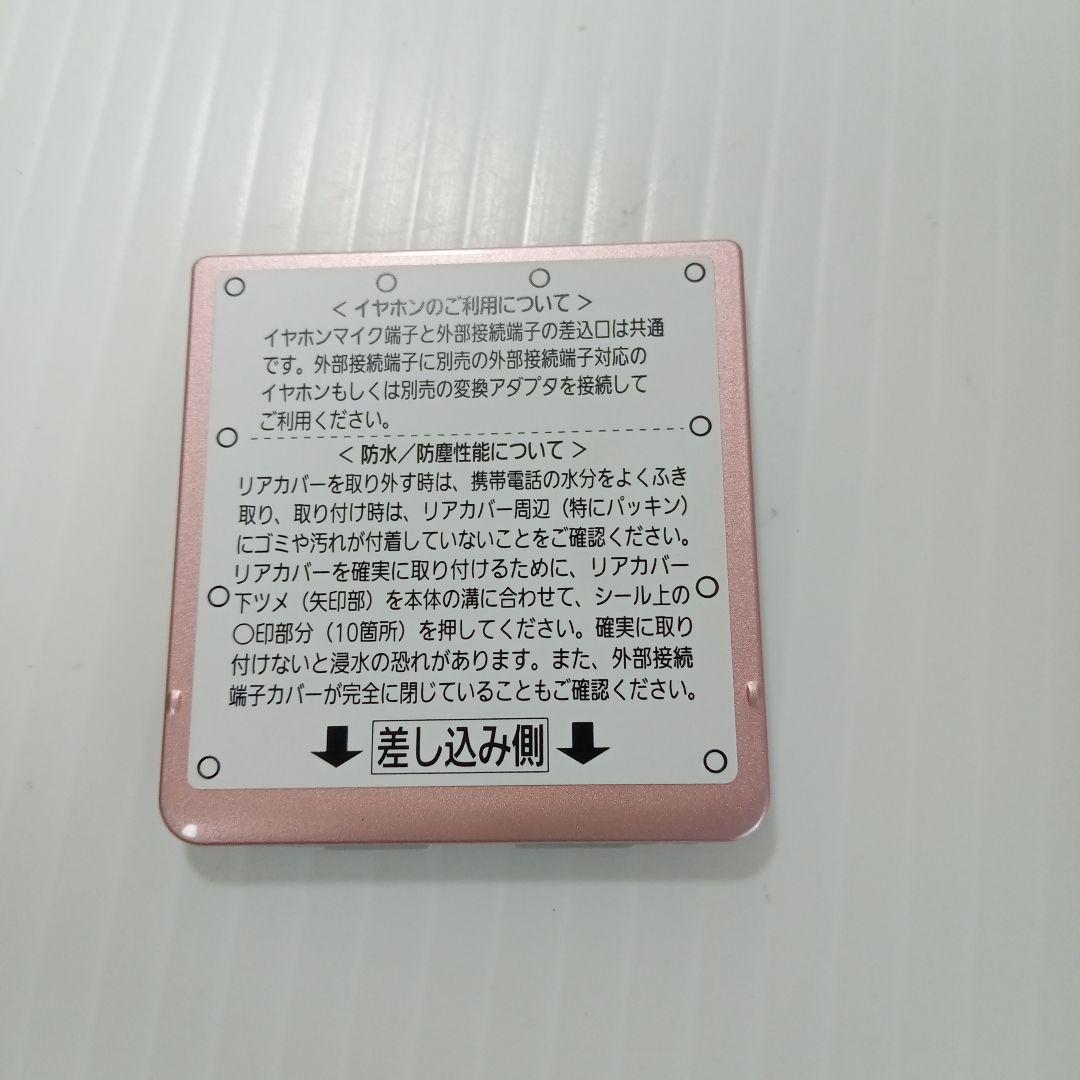 ＜ イヤホンのご利用について ＞
イヤホンマイク端子と外部接続端子の差込口は共通
です。外部接続端子に別売の外部接続端子対応の
イヤホンもしくは別売の変換アダプタを接続して
ご利用ください。
＜ 防水／防塵性能について ＞
リアカバーを取り外す時は、携帯電話の水分をよくふき
取り、取り付け時は、リアカバー周辺（特にパッキン）
にゴミや汚れが付着していないことをご確認ください。
リアカバーを確実に取り付けるために、リアカバー
下ツメ（矢印部）を本体の溝に合わせて、シール上の
○印部分（10箇所）を押してください。確実に取り
付けないと浸水の恐れがあります。また、外部接続
端子カバーが完全に閉じていることもご確認ください。
差し込み側